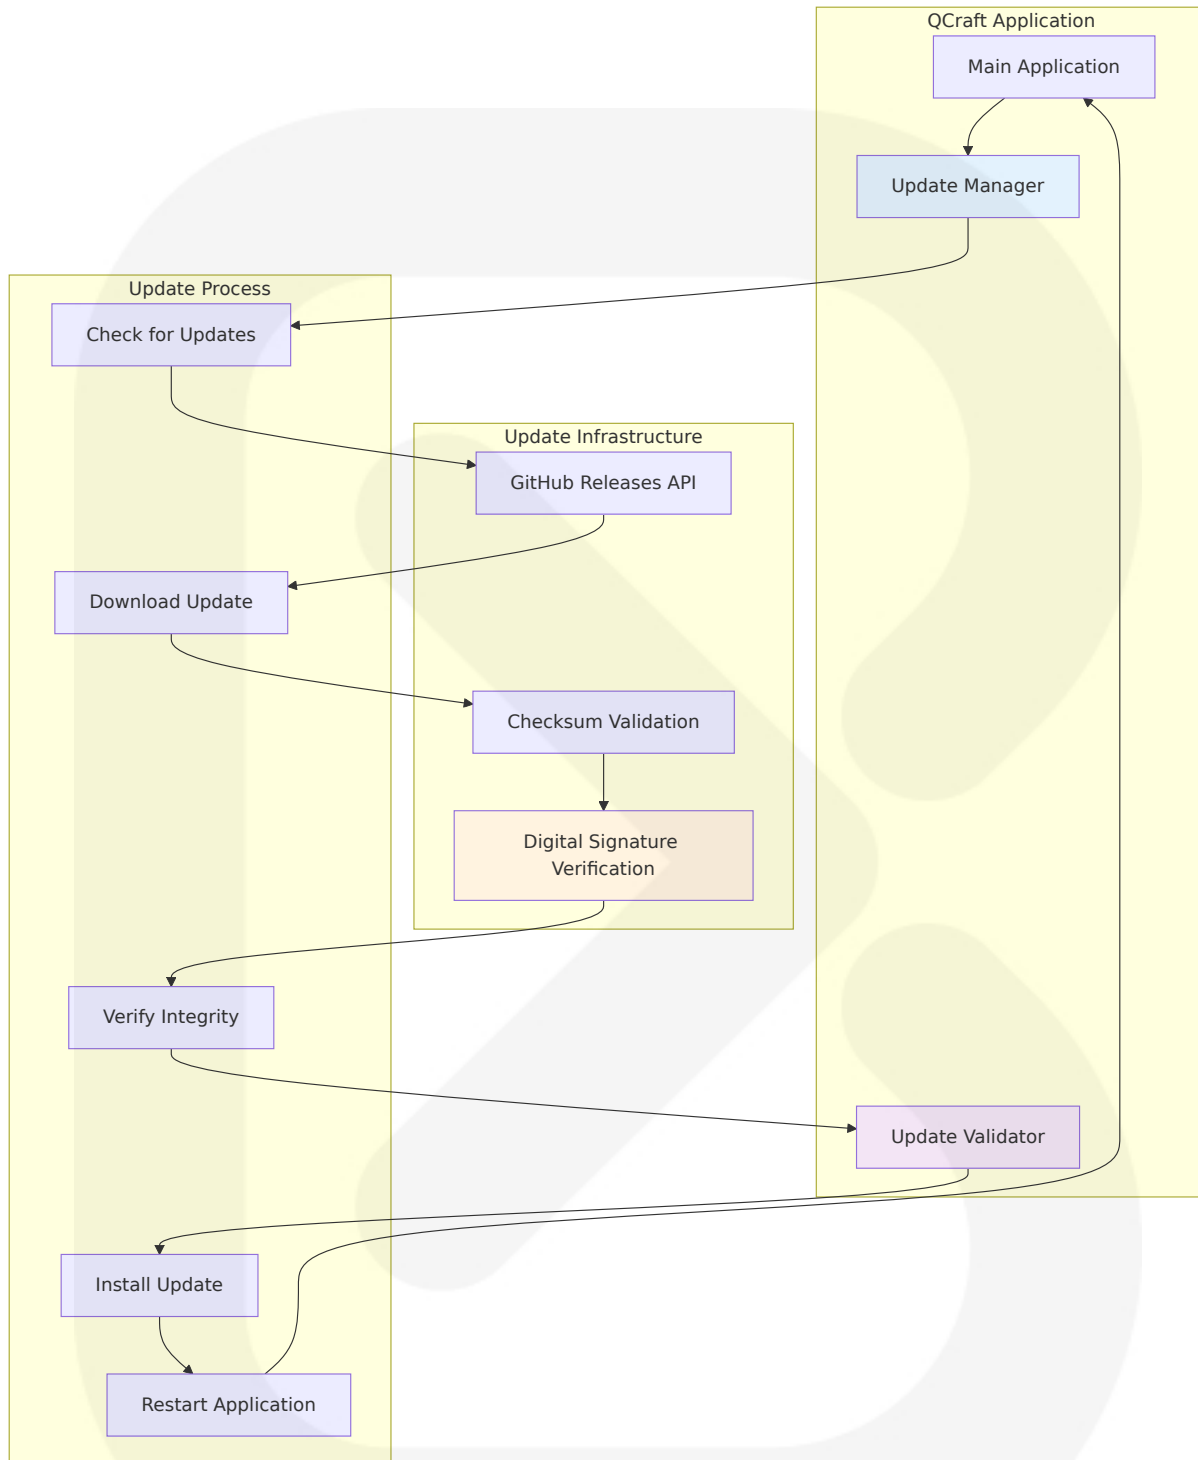 QCraft Application
Main Application
Update Manager
Update Process
Check for Updates
Update Infrastructure
GitHub Releases API
Download Update
Checksum Validation
Digital Signature
Verification
Verify Integrity
Update Validator
Install Update
Restart Application